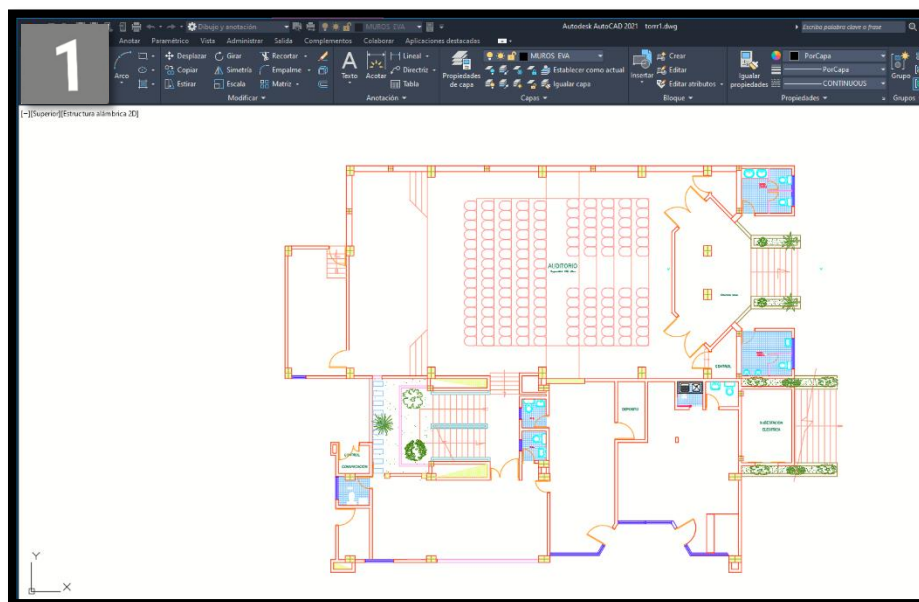 1
Dibujo y anotación
MUROS EVA
Autodesk AutoCAD 2021 torre1.dwg
Escriba palabra clave o frase
Anotar Paramétrico Vista Administrar Salida Complementos Colaborar Aplicaciones destacadas
Arco
Desplazar Girar Recortar
Copiar Simetría Empalme
Estirar Escala Matriz
Modificar
Texto Acotar
Lineal
Directriz
Tabla
Anotación
Propiedades de capa
MUROS EVA
Establecer como actual
Igualar capa
Capas
Insertar
Crear
Editar
Editar atributos
Bloque
Igualar propiedades
PorCapa
PorCapa
CONTINUOUS
Propiedades
Grupo
Grupos
[−][Superior][Estructura alámbrica 2D]
AUDITORIO
CONTROL
DEPOSITO
SUBESTACION
ELECTRICA
CONTROL
Y
X